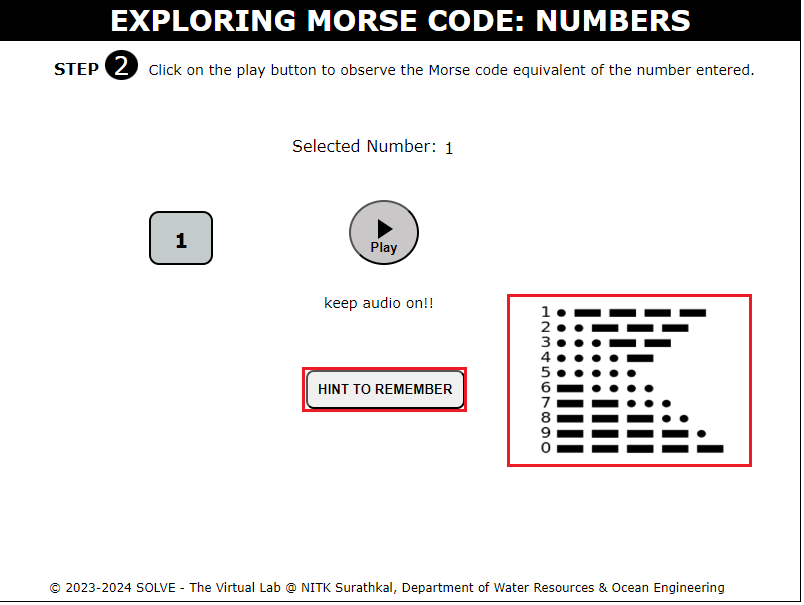 EXPLORING MORSE CODE: NUMBERS
STEP 2 Click on the play button to observe the Morse code equivalent of the number entered.
Selected Number: 1
1
Play
keep audio on!!
HINT TO REMEMBER
1
2
3
4
5
6
7
8
9
0
© 2023-2024 SOLVE - The Virtual Lab @ NITK Surathkal, Department of Water Resources & Ocean Engineering